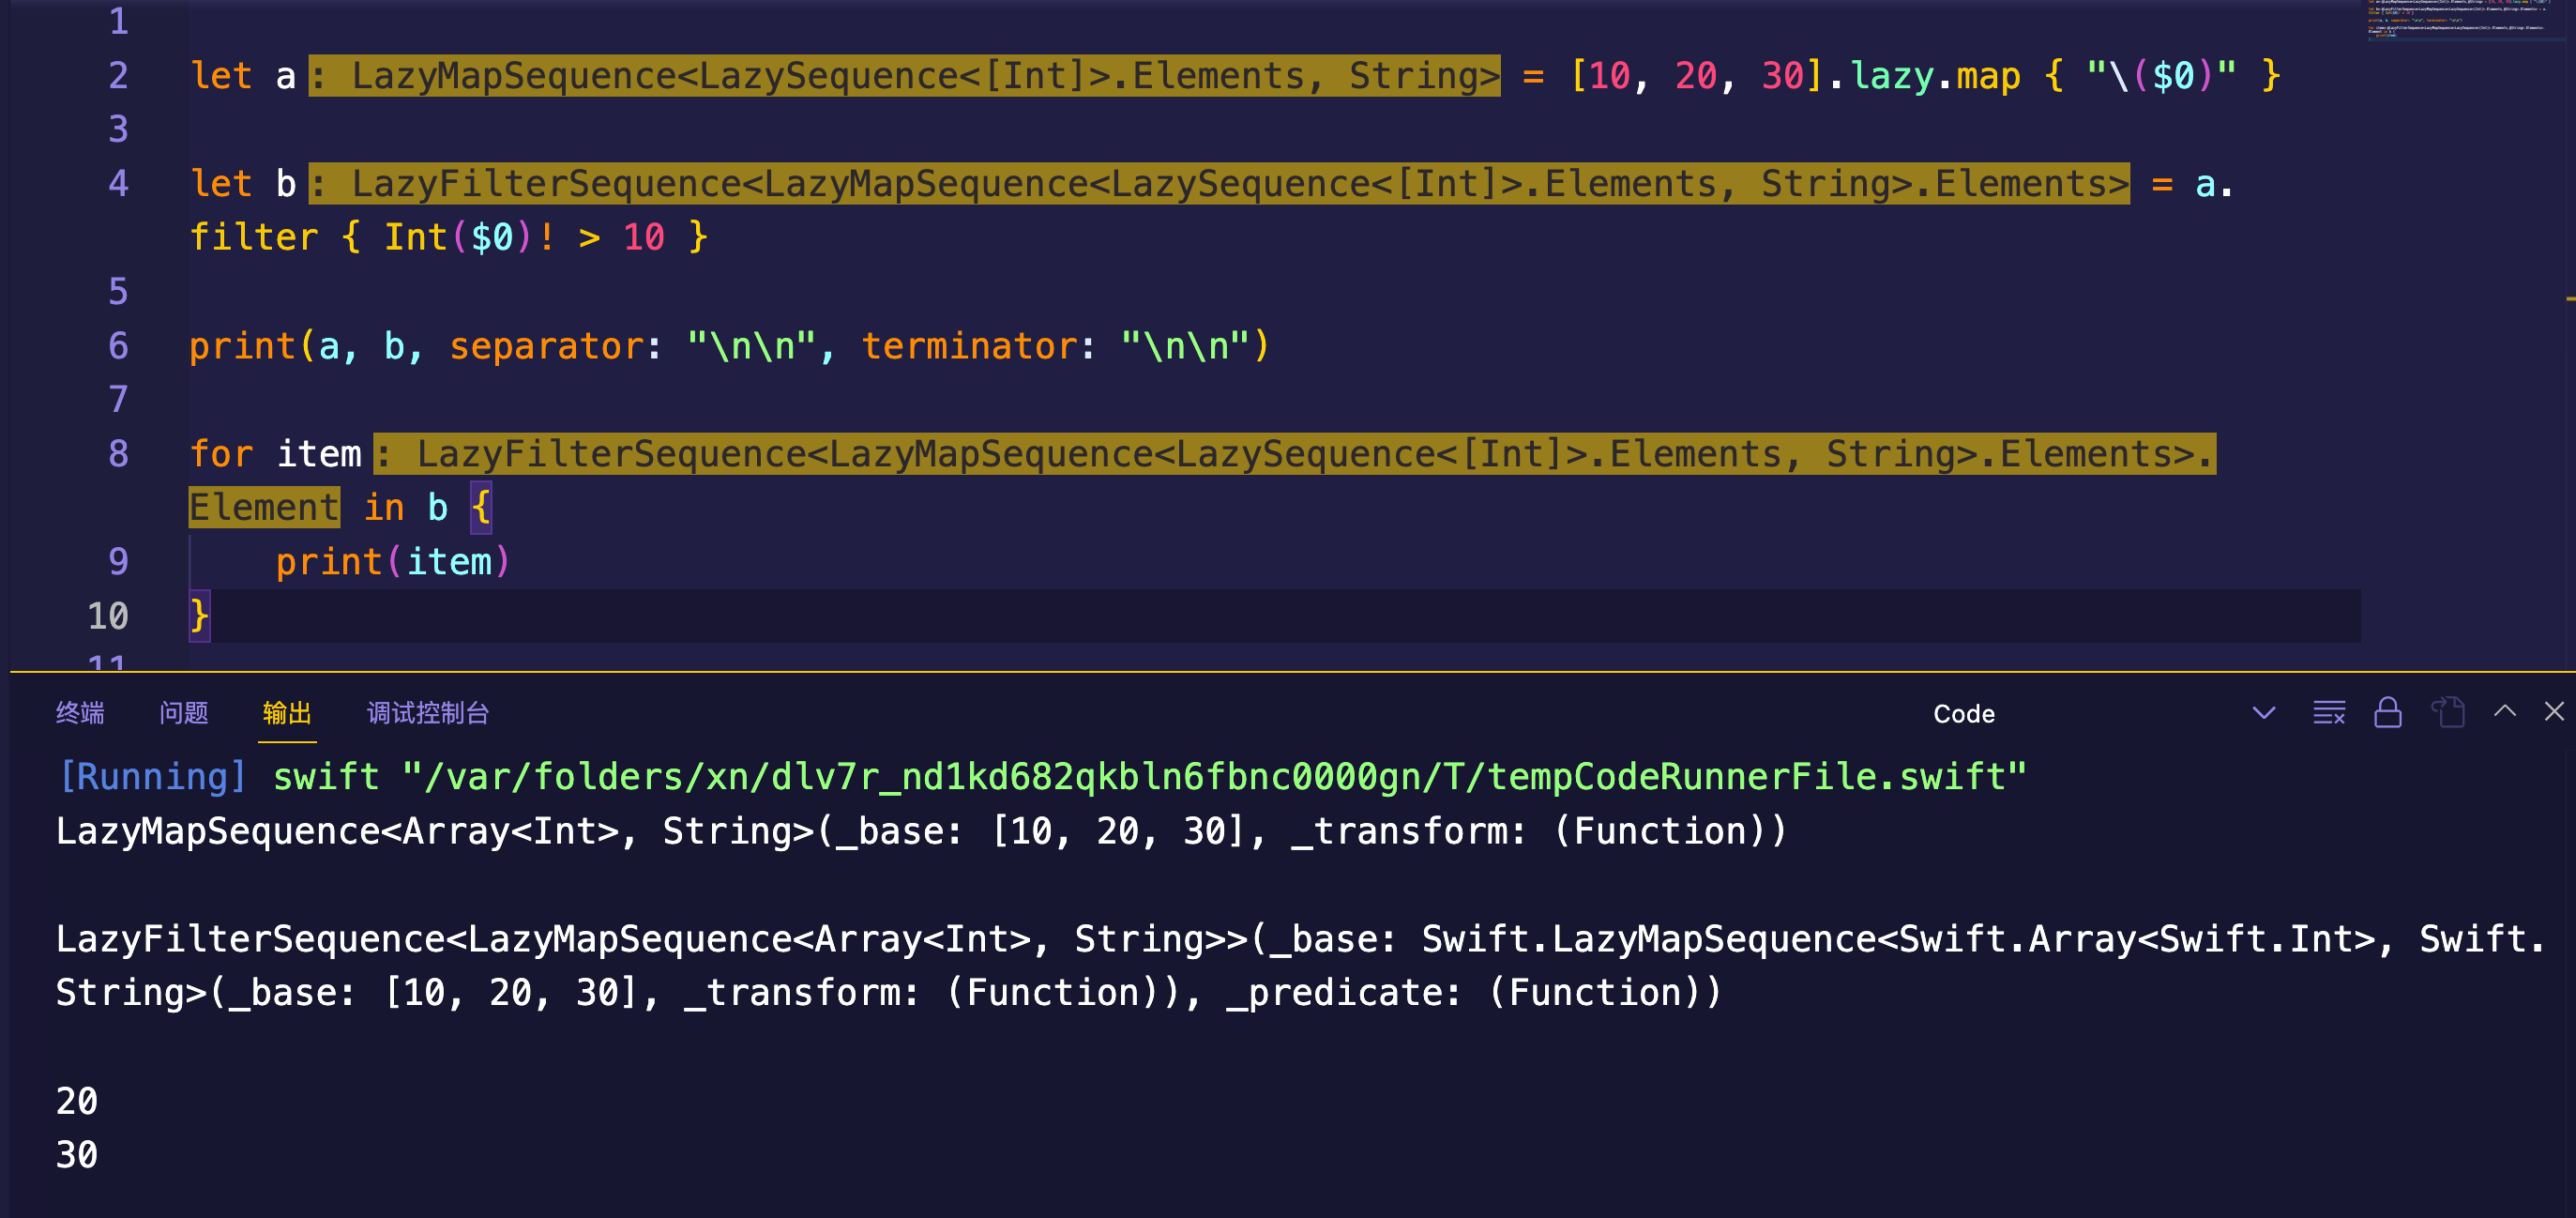 1
2 let a: LazyMapSequence<LazySequence<[Int]>.Elements, String> = [10, 20, 30].lazy.map { "\($0)" }
3
4 let b: LazyFilterSequence<LazyMapSequence<LazySequence<[Int]>.Elements, String>.Elements> = a.
filter { Int($0)! > 10 }
5
6 print(a, b, separator: "\n\n", terminator: "\n\n")
7
8 for item: LazyFilterSequence<LazyMapSequence<LazySequence<[Int]>.Elements, String>.Elements>.
Element in b {
9     print(item)
10 }
11
终端 问题 输出 调试控制台 Code
[Running] swift "/var/folders/xn/dlv7r_nd1kd682qkbln6fbnc0000gn/T/tempCodeRunnerFile.swift"
LazyMapSequence<Array<Int>, String>(_base: [10, 20, 30], _transform: (Function))
LazyFilterSequence<LazyMapSequence<Array<Int>, String>>(_base: Swift.LazyMapSequence<Swift.Array<Swift.Int>, Swift.
String>(_base: [10, 20, 30], _transform: (Function)), _predicate: (Function))
20
30